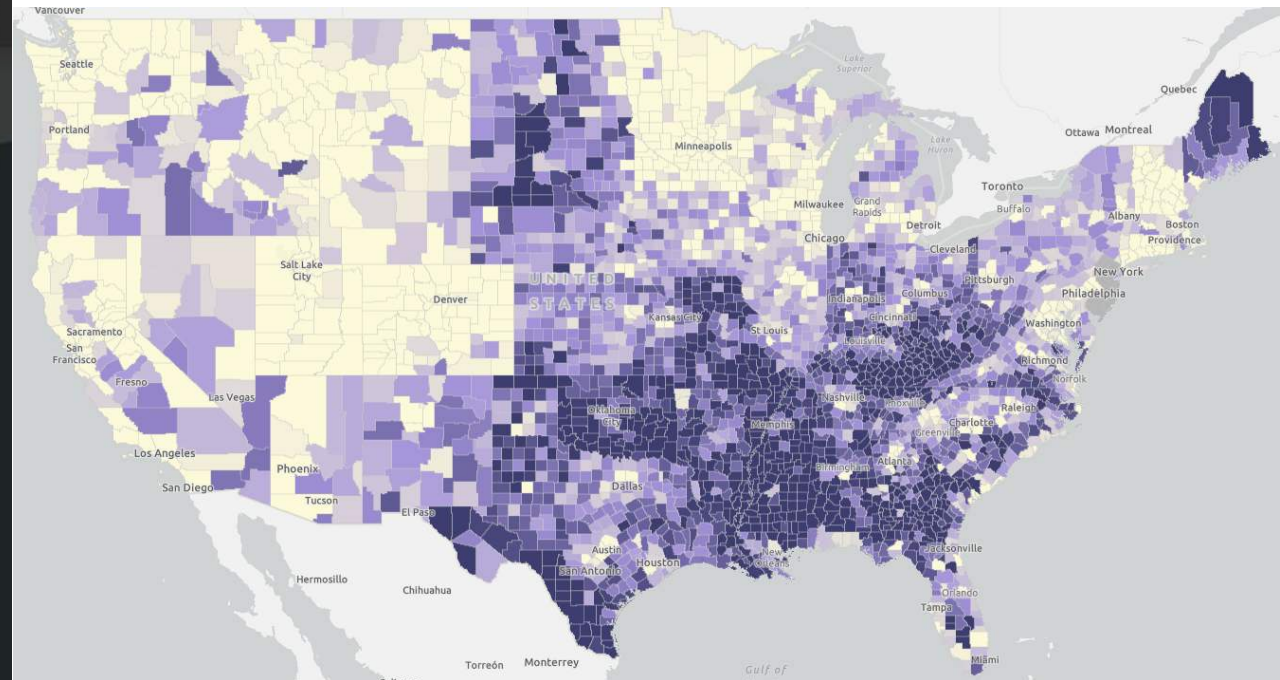 Vancouver
Seattle
Portland
Salt Lake
City
Sacramento
San
Francisco
Fresno
Las Vegas
Los Angeles
San Diego
Phoenix
Tucson
El Paso
Hermosillo
Chihuahua
Torreón
Monterrey
Denver
UNITED
STATES
Minneapolis
Milwaukee
Chicago
Lake
Superior
Lake
Huron
Grand
Rapids
Detroit
Toronto
Buffalo
Ottawa
Montreal
Quebec
Albany
Boston
Providence
New York
Philadelphia
Cleveland
Pittsburgh
Columbus
Indianapolis
Cincinnati
Louisville
Kansas City
St Louis
Washington
Richmond
Norfolk
Raleigh
Charlotte
Greenville
Knoxville
Nashville
Memphis
Oklahoma
City
Birmingham
Atlanta
Dallas
Austin
San Antonio
Houston
New
Orleans
Jacksonville
Orlando
Tampa
Miami
Gulf of